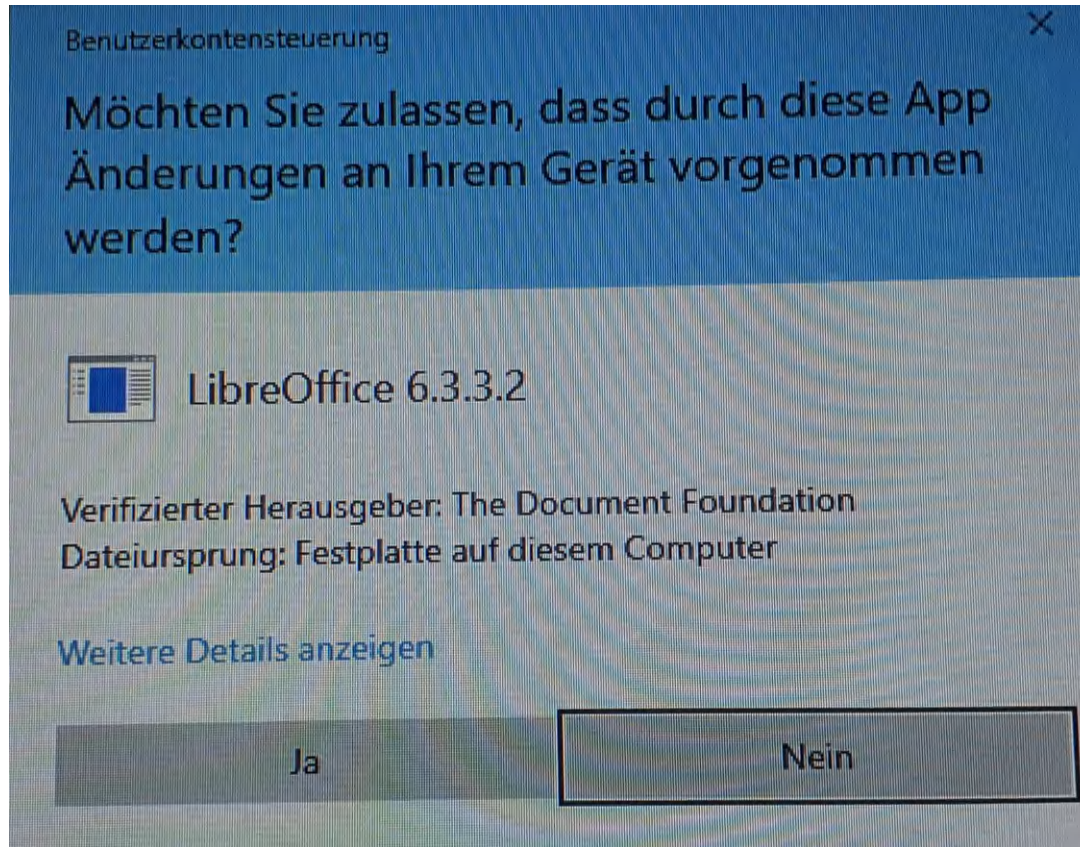 Benutzerkontensteuerung
Möchten Sie zulassen, dass durch diese App
Änderungen an Ihrem Gerät vorgenommen
werden?
LibreOffice 6.3.3.2
Verifizierter Herausgeber: The Document Foundation
Dateiursprung: Festplatte auf diesem Computer
Weitere Details anzeigen
Ja
Nein